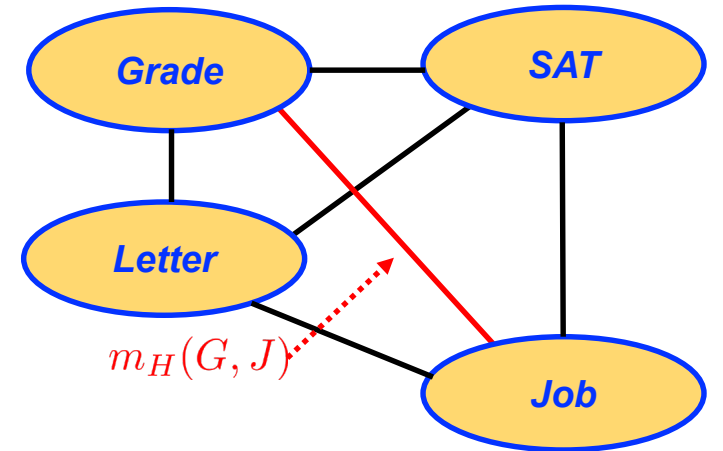 Grade
SAT
Letter
m_H(G, J)
Job